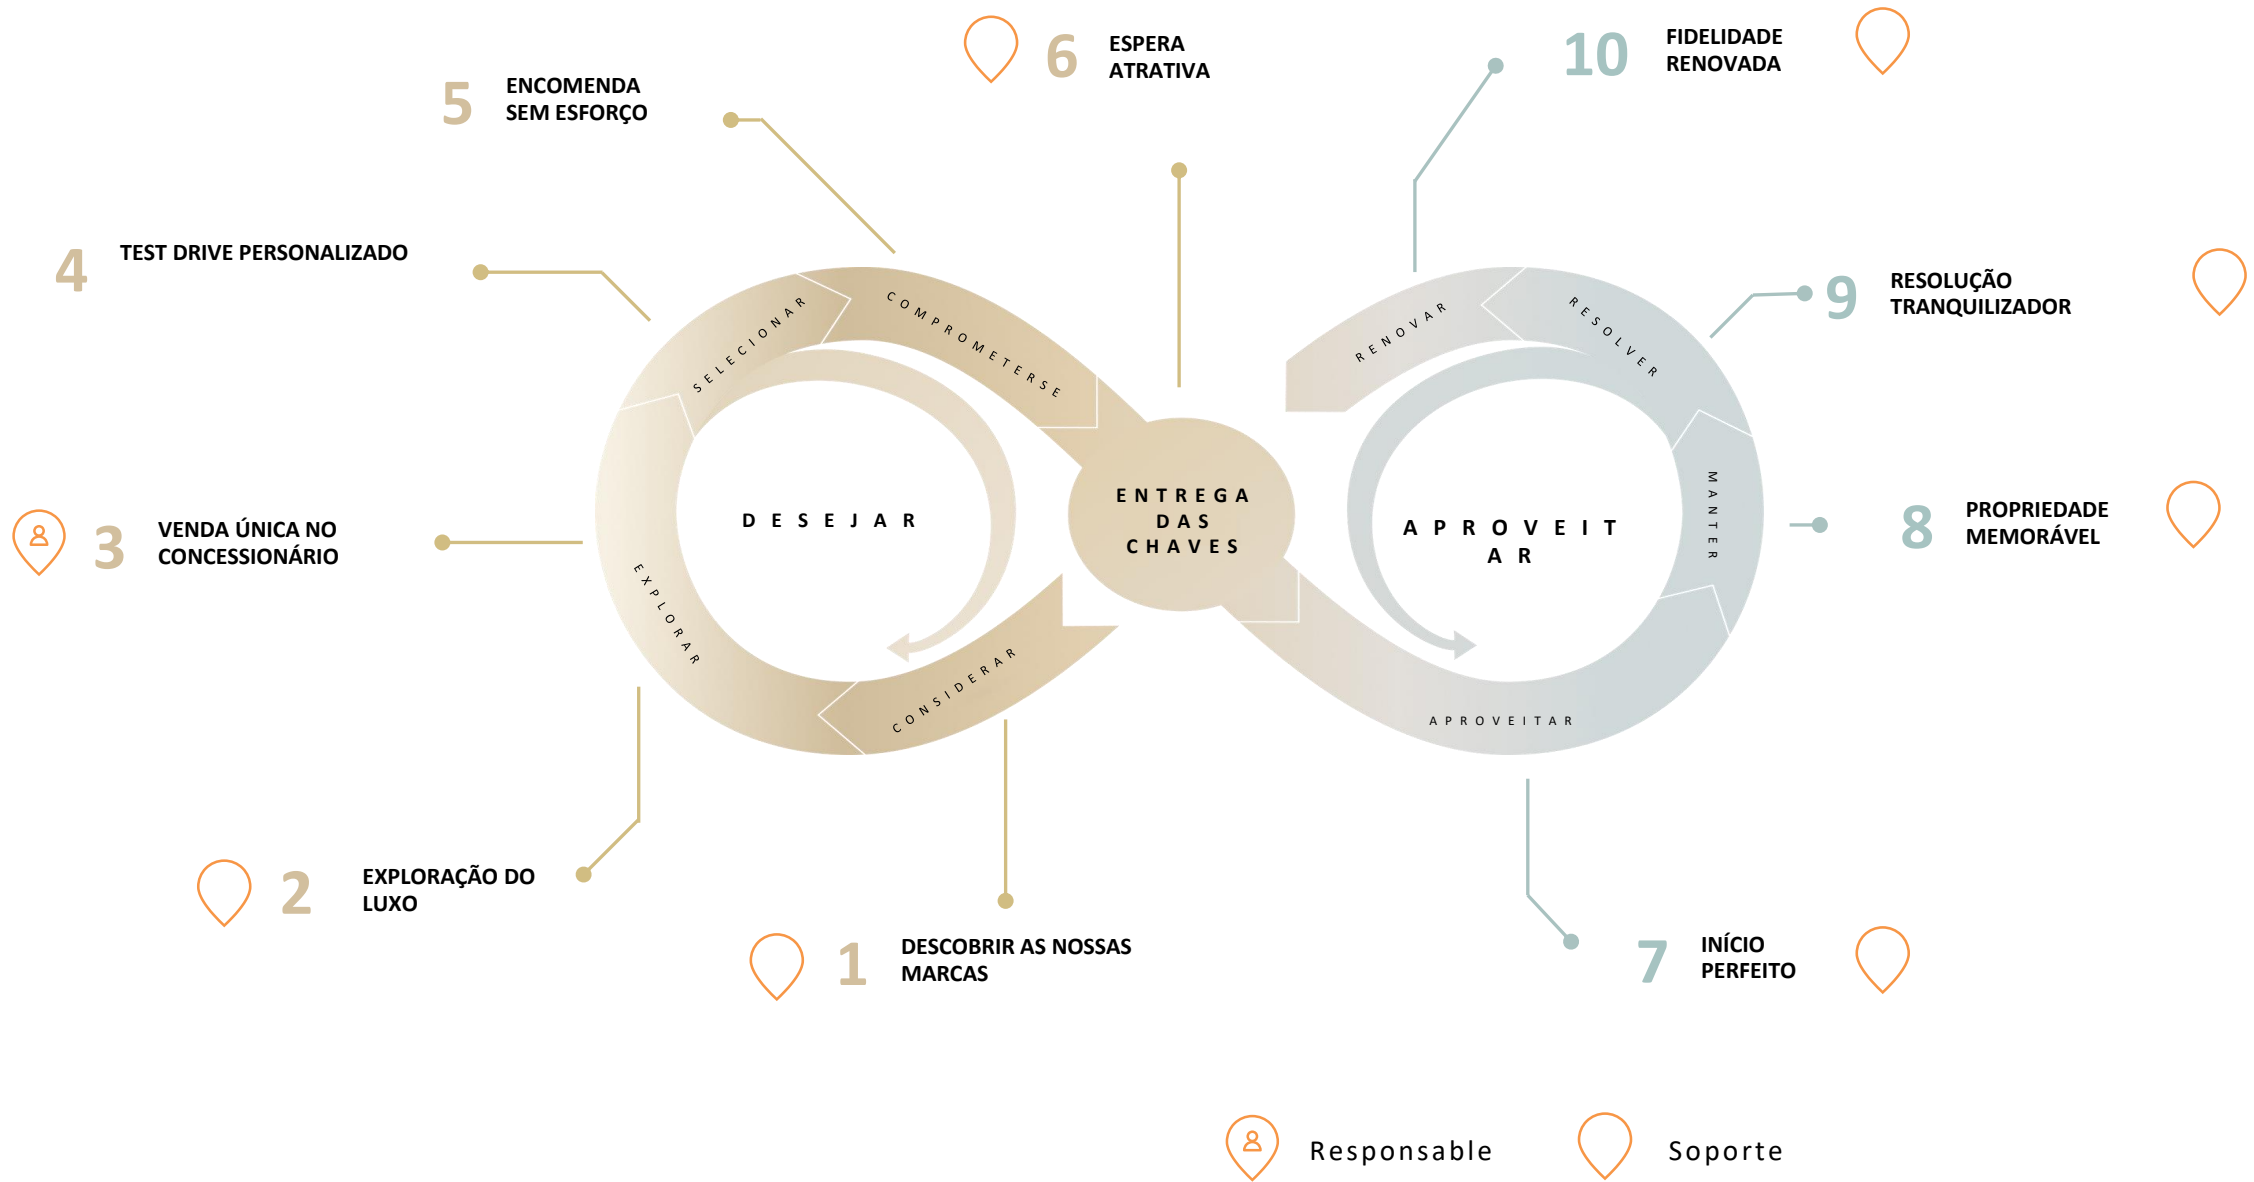 6
ESPERA
ATRATIVA
10
FIDELIDADE
RENOVADA
5
ENCOMENDA
SEM ESFORÇO
4
TEST DRIVE PERSONALIZADO
9
RESOLUÇÃO
TRANQUILIZADOR
SELECIONAR
COMPROMETERSE
RENOVAR
RESOLVER
3
VENDA ÚNICA NO
CONCESSIONÁRIO
DESEJAR
ENTREGA
DAS
CHAVES
APROVEIT
AR
MANTER
8
PROPRIEDADE
MEMORÁVEL
EXPLORAR
CONSIDERAR
APROVEITAR
2
EXPLORAÇÃO DO
LUXO
1
DESCOBRIR AS NOSSAS
MARCAS
7
INÍCIO
PERFEITO
Responsable
Soporte